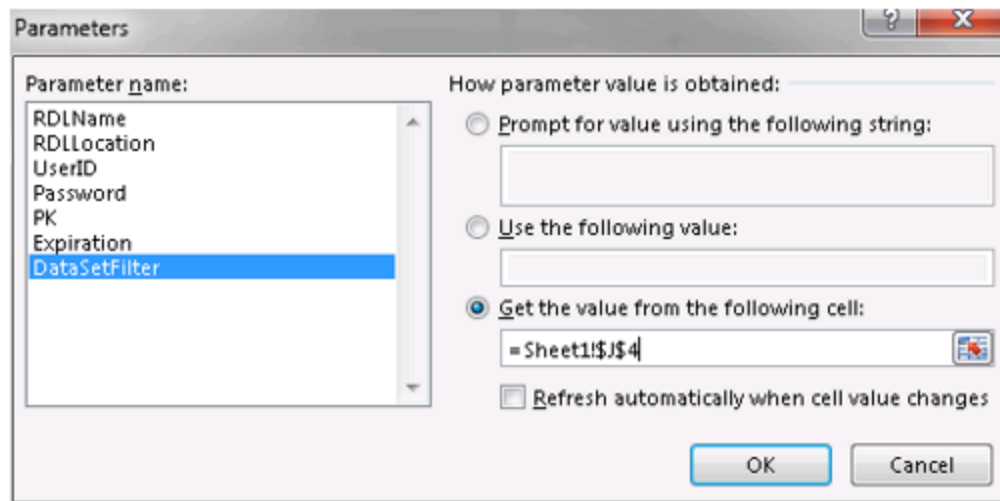 Parameters
Parameter name:
RDLName
RDLLocation
UserID
Password
PK
Expiration
DataSetFilter
How parameter value is obtained:
Prompt for value using the following string:
Use the following value:
Get the value from the following cell:
=Sheet1!$J$4
Refresh automatically when cell value changes
OK
Cancel